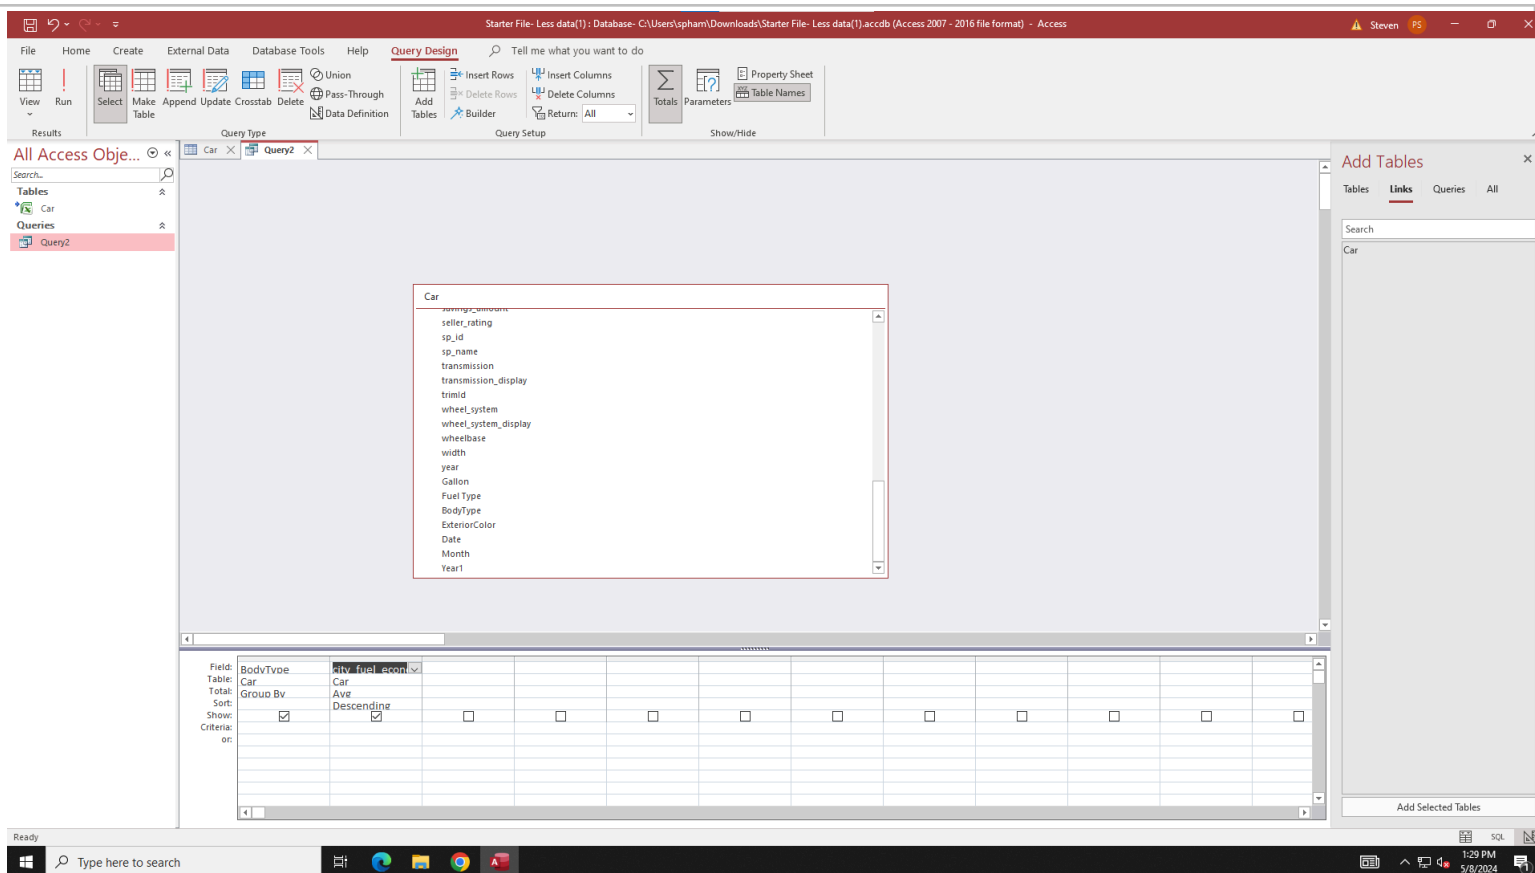 Starter File- Less data(1) : Database- C:\Users\spham\Downloads\Starter File- Less data(1).accdb (Access 2007 - 2016 file format) - Access
Steven PS
File Home Create External Data Database Tools Help Query Design Tell me what you want to do
View
Run
Results
Select
Make Table
Append
Update
Crosstab
Delete
Union
Pass-Through
Data Definition
Query Type
Add Tables
Insert Rows
Delete Rows
Builder
Insert Columns
Delete Columns
Return: All
Query Setup
Totals
Parameters
Property Sheet
Table Names
Show/Hide
All Access Obje...
Search...
Tables
Car
Queries
Query2
Car Query2
Car
savings_amount
seller_rating
sp_id
sp_name
transmission
transmission_display
trimId
wheel_system
wheel_system_display
wheelbase
width
year
Gallon
Fuel Type
BodyType
ExteriorColor
Date
Month
Year1
Field: BodyType city_fuel_econ
Table: Car Car
Total: Group By Avg
Sort: Descending
Show:
Criteria:
or:
Add Tables
Tables Links Queries All
Search
Car
Add Selected Tables
Ready
SQL
Type here to search
1:29 PM
5/8/2024